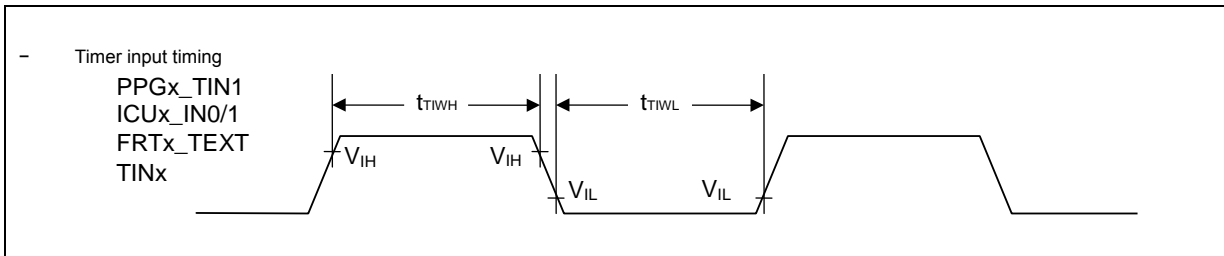 – Timer input timing
PPGx_TIN1
ICUx_IN0/1
FRTx_TEXT
TINx
tTIWH
tTIWL
VIH
VIH
VIL
VIL